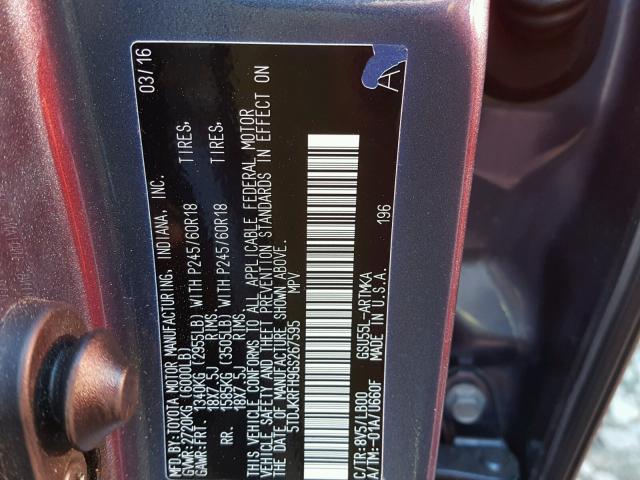 MFD.BY:TOYOTA MOTOR MANUFACTURING, INDIANA, INC. 03/16
GVWR:2720KG (6000LB)
GAWR:FRT. 1340KG (2955LB) WITH P245/60R18 TIRES,
18X7.5J RIMS,
RR. 1585KG (3505LB) WITH P245/60R18 TIRES,
18X7.5J RIMS,
THIS VEHICLE CONFORMS TO ALL APPLICABLE FEDERAL MOTOR
VEHICLE SAFETY AND THEFT PREVENTION STANDARDS IN EFFECT ON
THE DATE OF MANUFACTURE SHOWN ABOVE.
5TDJKRFH9GS267595 MPV
196
C/TR:8V5/LB00 GSU55L-ARTMKA
A/TM:-01A/U660F MADE IN U.S.A.
A